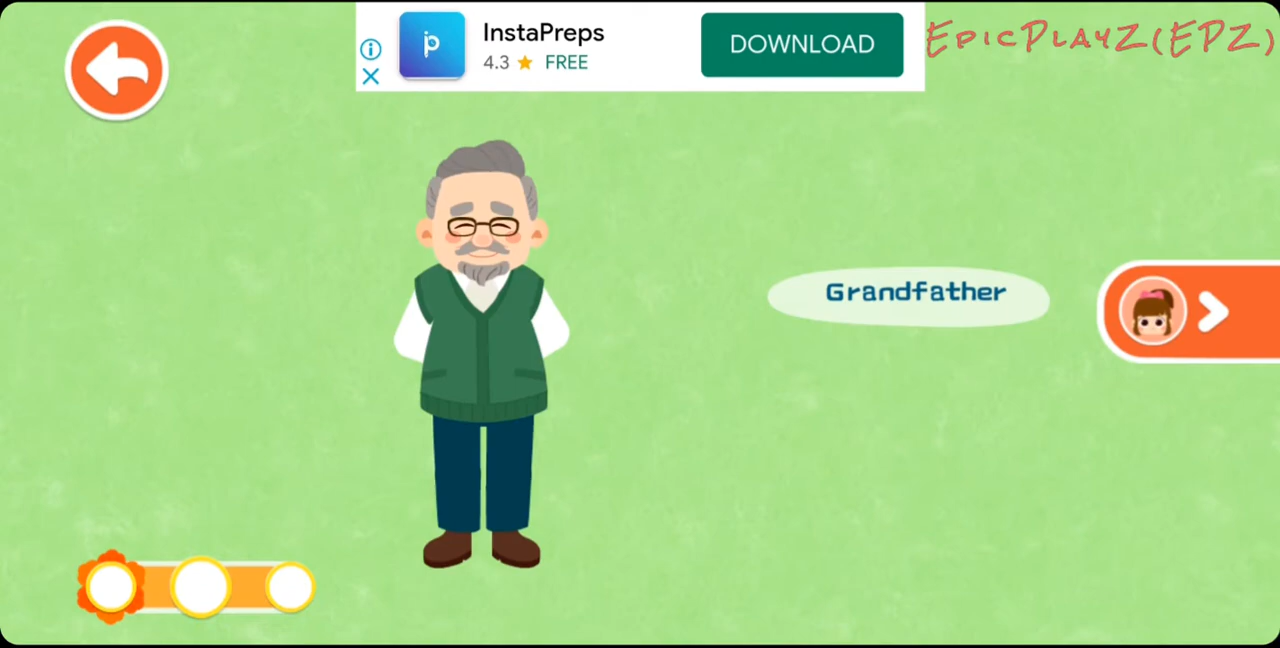 InstaPreps
4.3 ★ FREE
DOWNLOAD
EpicPlayZ(EPZ)
Grandfather